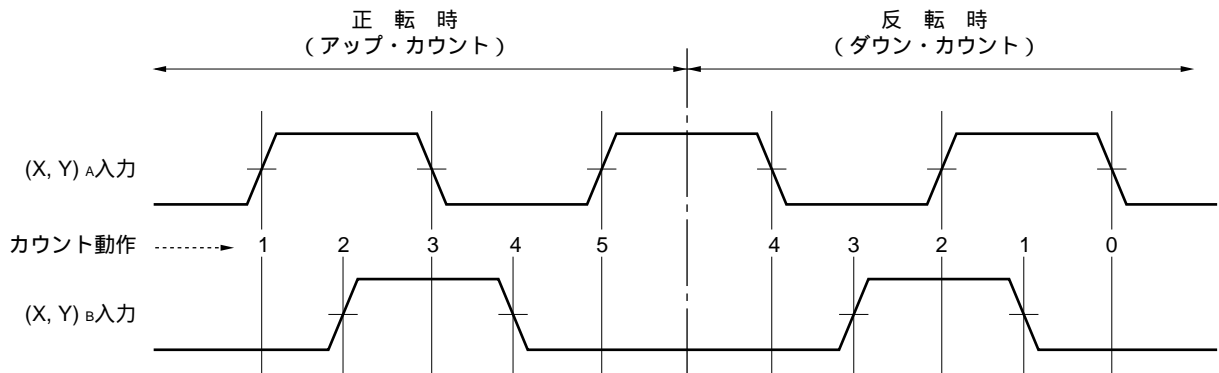 正 転 時
(アップ・カウント)
反 転 時
(ダウン・カウント)
(X, Y) A入力
カウント動作 1 2 3 4 5 4 3 2 1 0
(X, Y) B入力